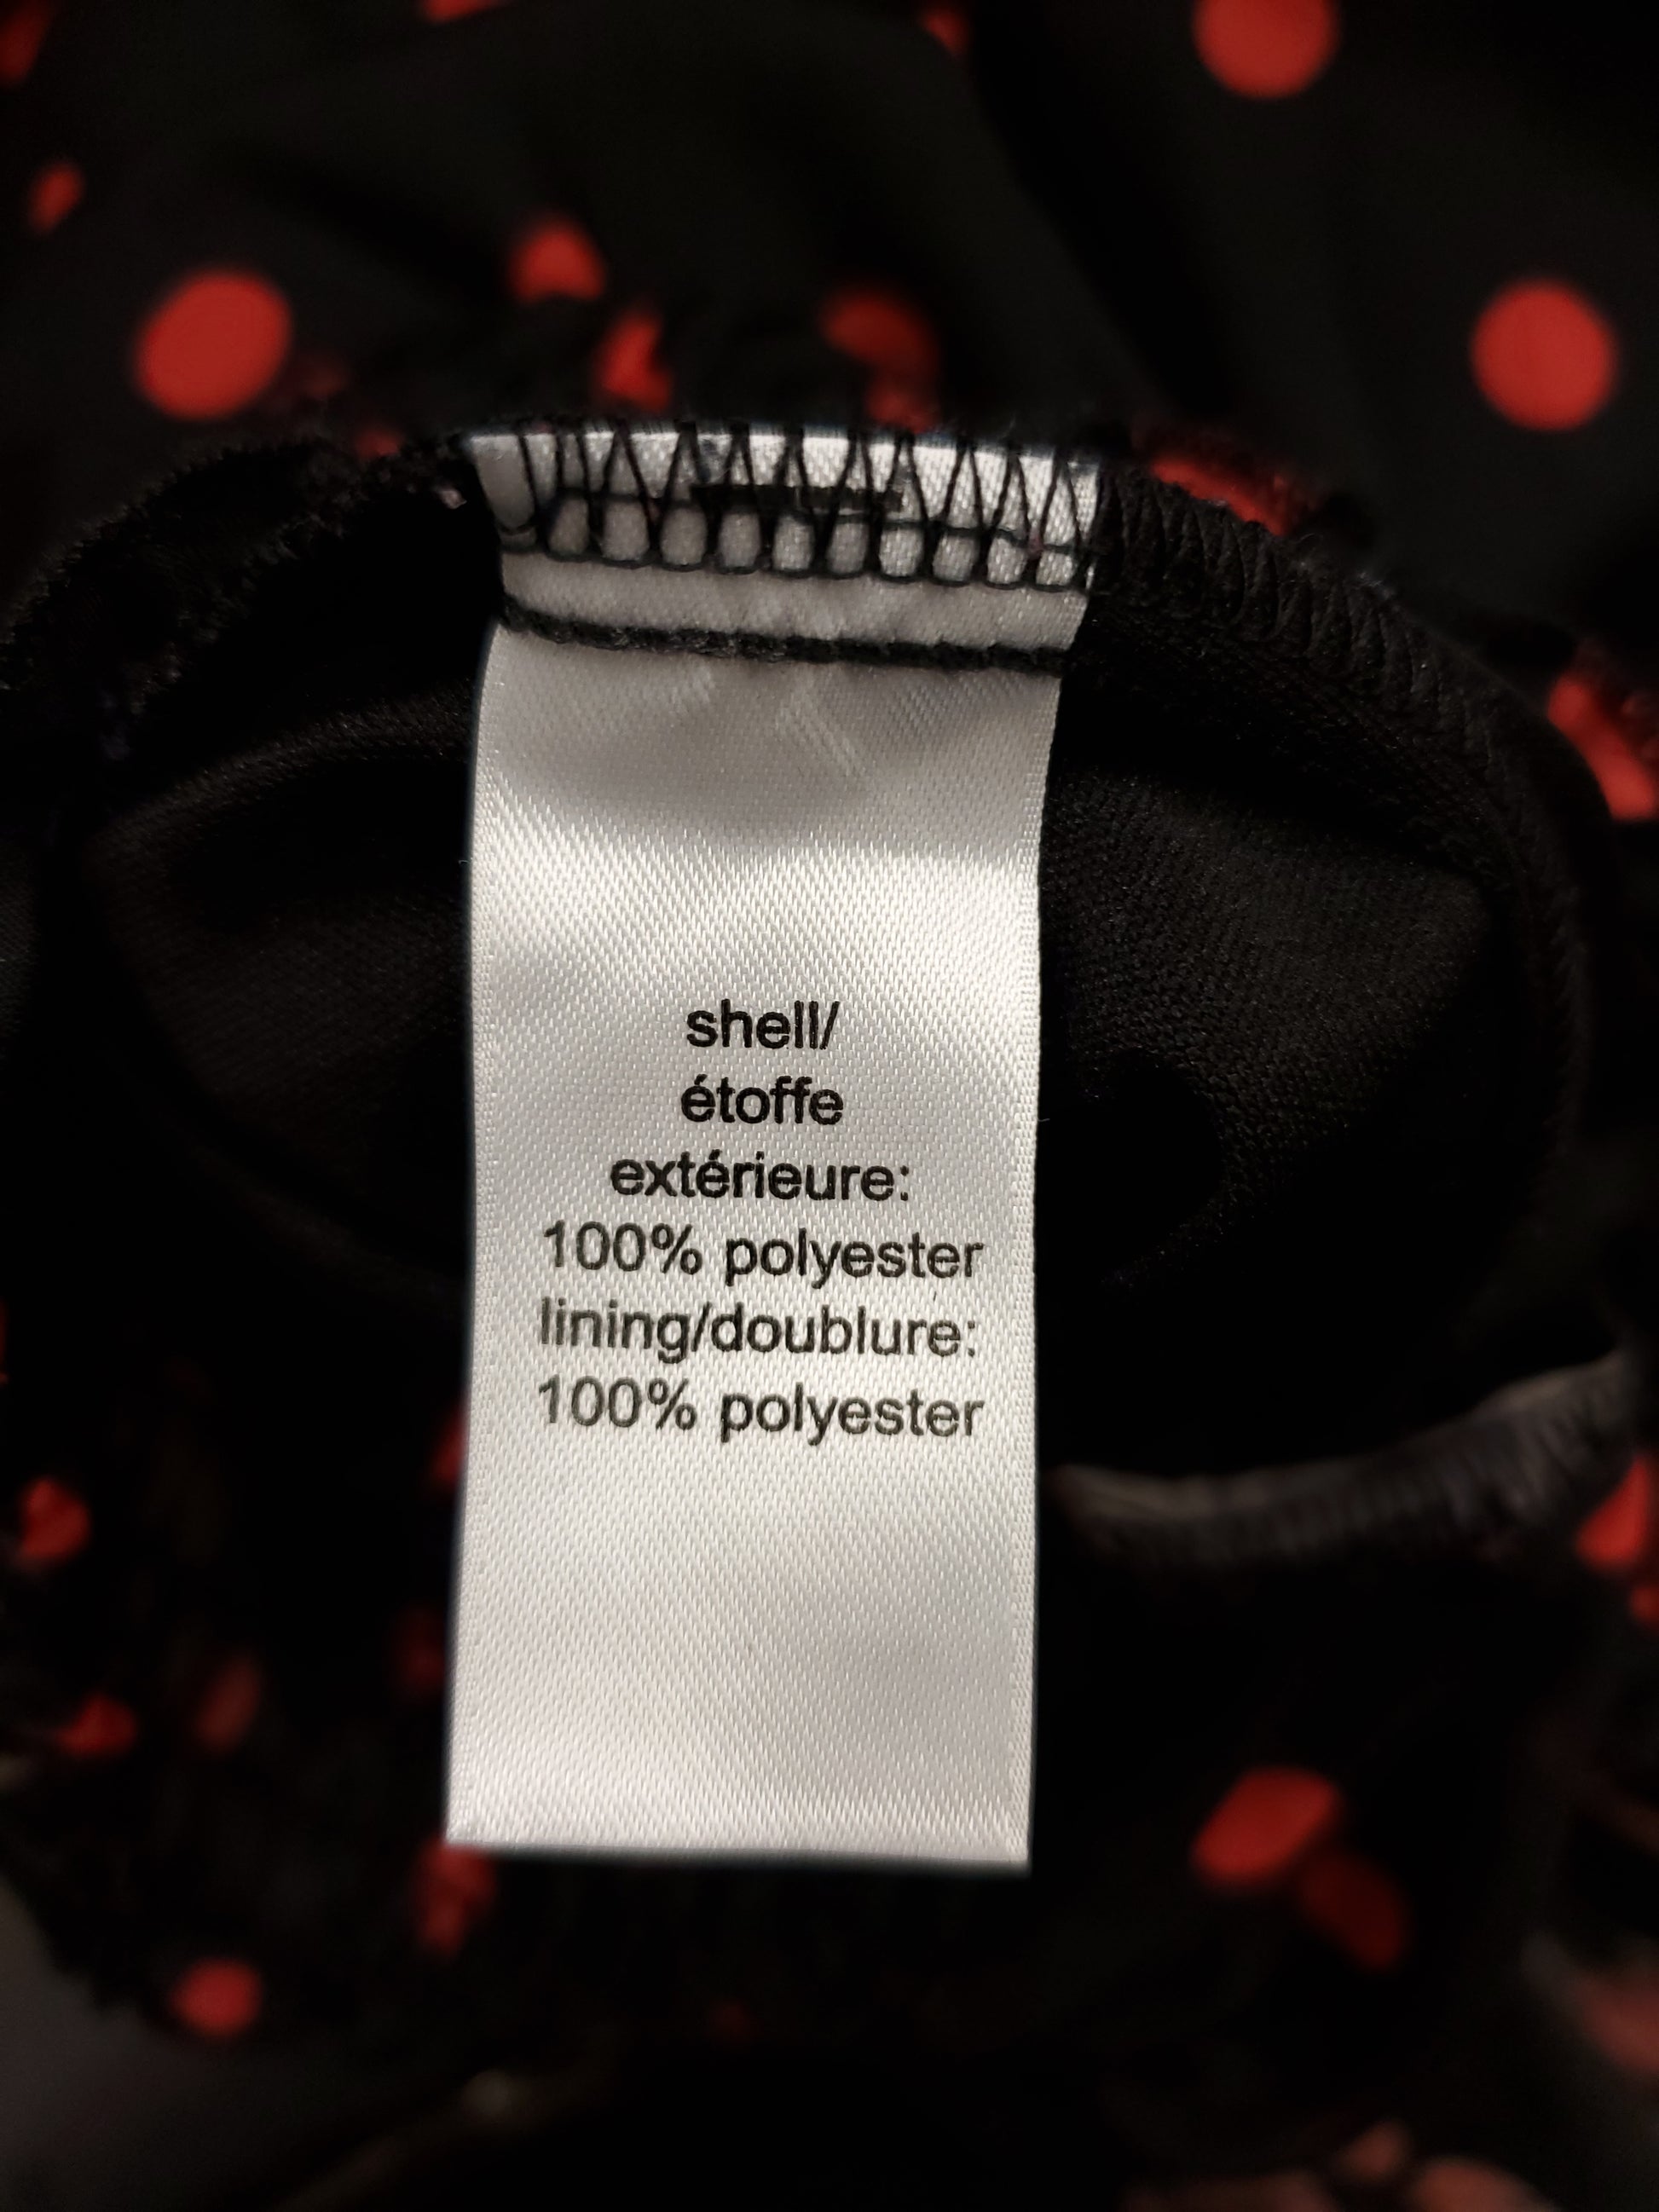 shell/
étoffe
extérieure:
100% polyester
lining/doublure:
100% polyester